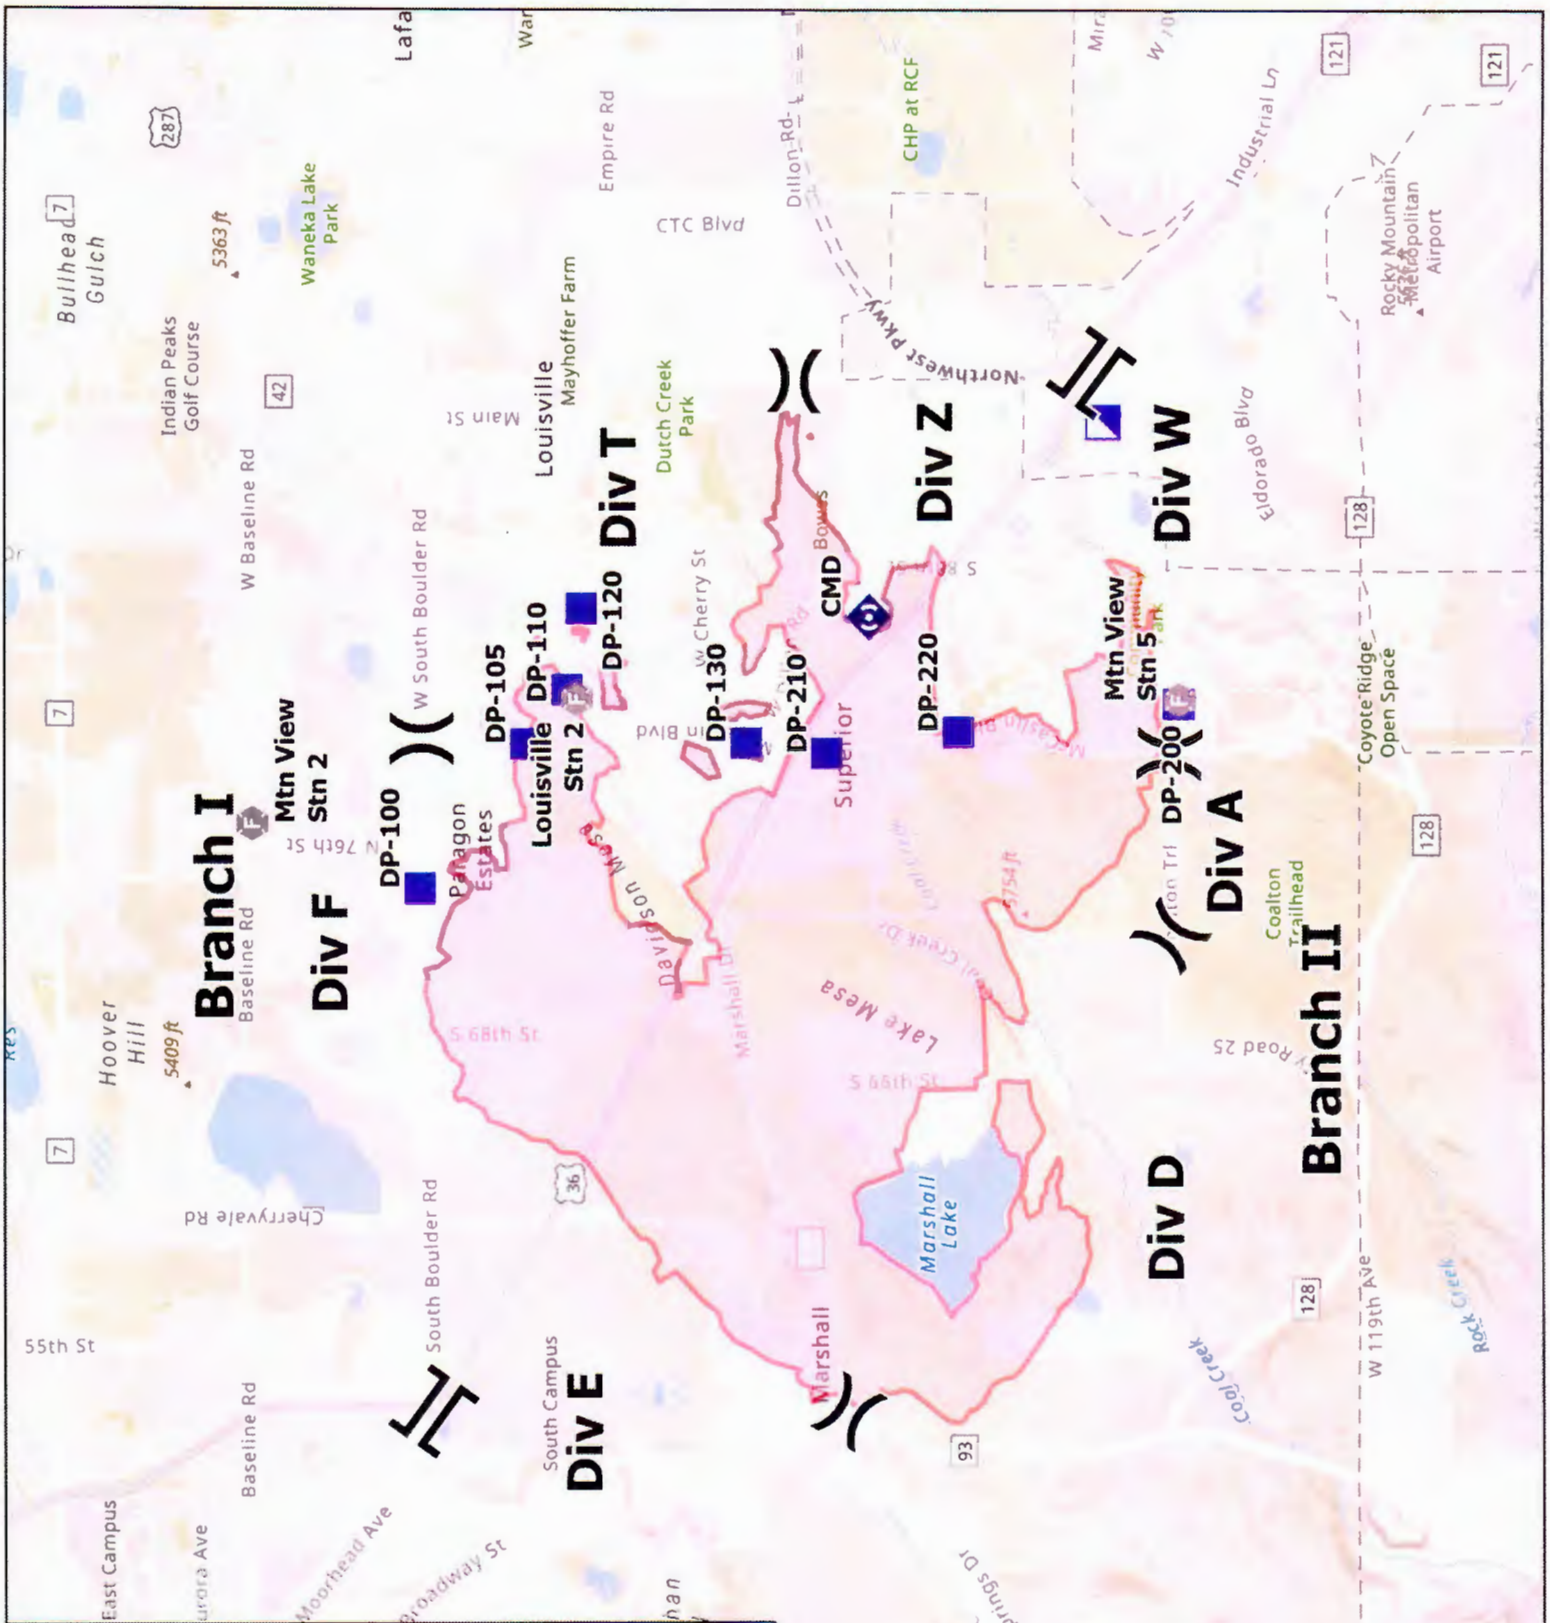 Lafa
War
121
121
287
7
Bullhead
Gulch
5363 ft
Waneka Lake
Park
Empire Rd
CTC Blvd
Dillon Rd
CHP at RCF
Industrial Ln
Rocky Mountain
Metropolitan
Airport
Indian Peaks
Golf Course
42
Main St
Louisville
Mayhoffer Farm
Dutch Creek
Park
Northwest Pkwy
W Baseline Rd
W South Boulder Rd
Div T
W Cherry St
Div Z
Div W
Eldorado Blvd
128
S 88th St
CMD
7
Branch I
Mtn View
Stn 2
N 76th St
DP-100
DP-105
DP-110
DP-120
Louisville
Stn 2
DP-130
DP-210
Superior
DP-220
Mtn View
Stn 5
DP-200
Coyote Ridge
Open Space
128
Div F
Baseline Rd
Paragon
Estates
Davidson Mesa
Marshall Dr
Coal Creek Dr
5754 ft
Div A
Coalton
Trailhead
Hoover
Hill
5409 ft
S 68th St
Lake Mesa
S 66th St
Branch II
7
Cherryvale Rd
South Boulder Rd
36
Marshall
Lake
Div D
128
W 119th Ave
Rock Creek
Coal Creek
55th St
Baseline Rd
South Campus
Div E
Marshall
93
East Campus
Moorhead Ave